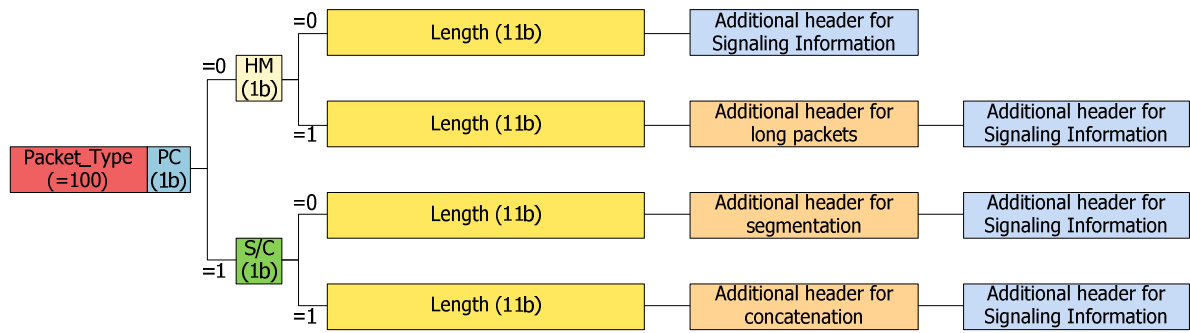 =0
Length (11b)
Additional header for
Signaling Information
=0
HM
(1b)
=1
Length (11b)
Additional header for
long packets
Additional header for
Signaling Information
Packet_Type
(=100)
PC
(1b)
=0
Length (11b)
Additional header for
segmentation
Additional header for
Signaling Information
=1
S/C
(1b)
=1
Length (11b)
Additional header for
concatenation
Additional header for
Signaling Information